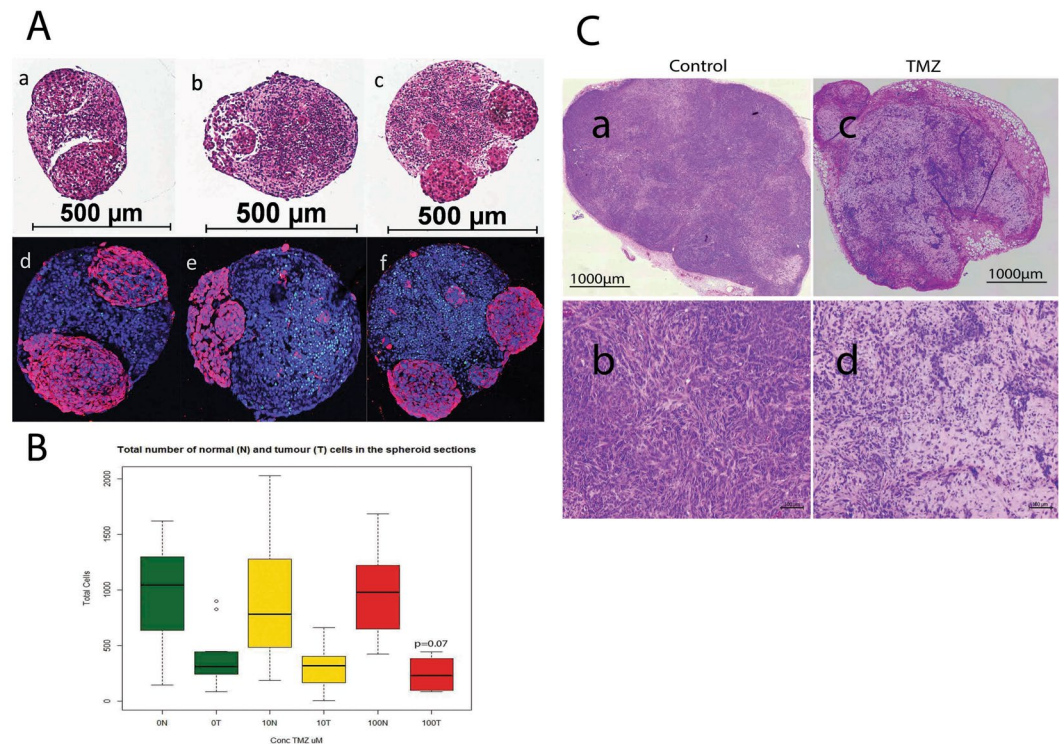 A
a
b
c
500 µm
500 µm
500 µm
d
e
f
B
Total number of normal (N) and tumour (T) cells in the spheroid sections
Total Cells
2000
1500
1000
500
0
p=0.07
0N
0T
10N
10T
100N
100T
Conc TMZ uM
C
Control
TMZ
a
c
1000µm
1000µm
b
d